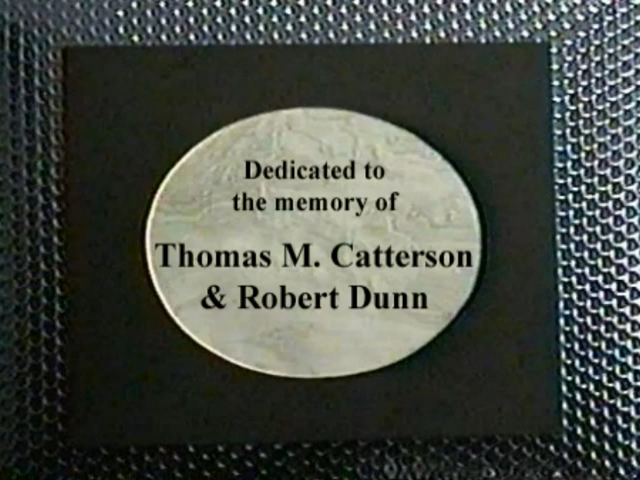 Dedicated to
the memory of
Thomas M. Catterson
& Robert Dunn